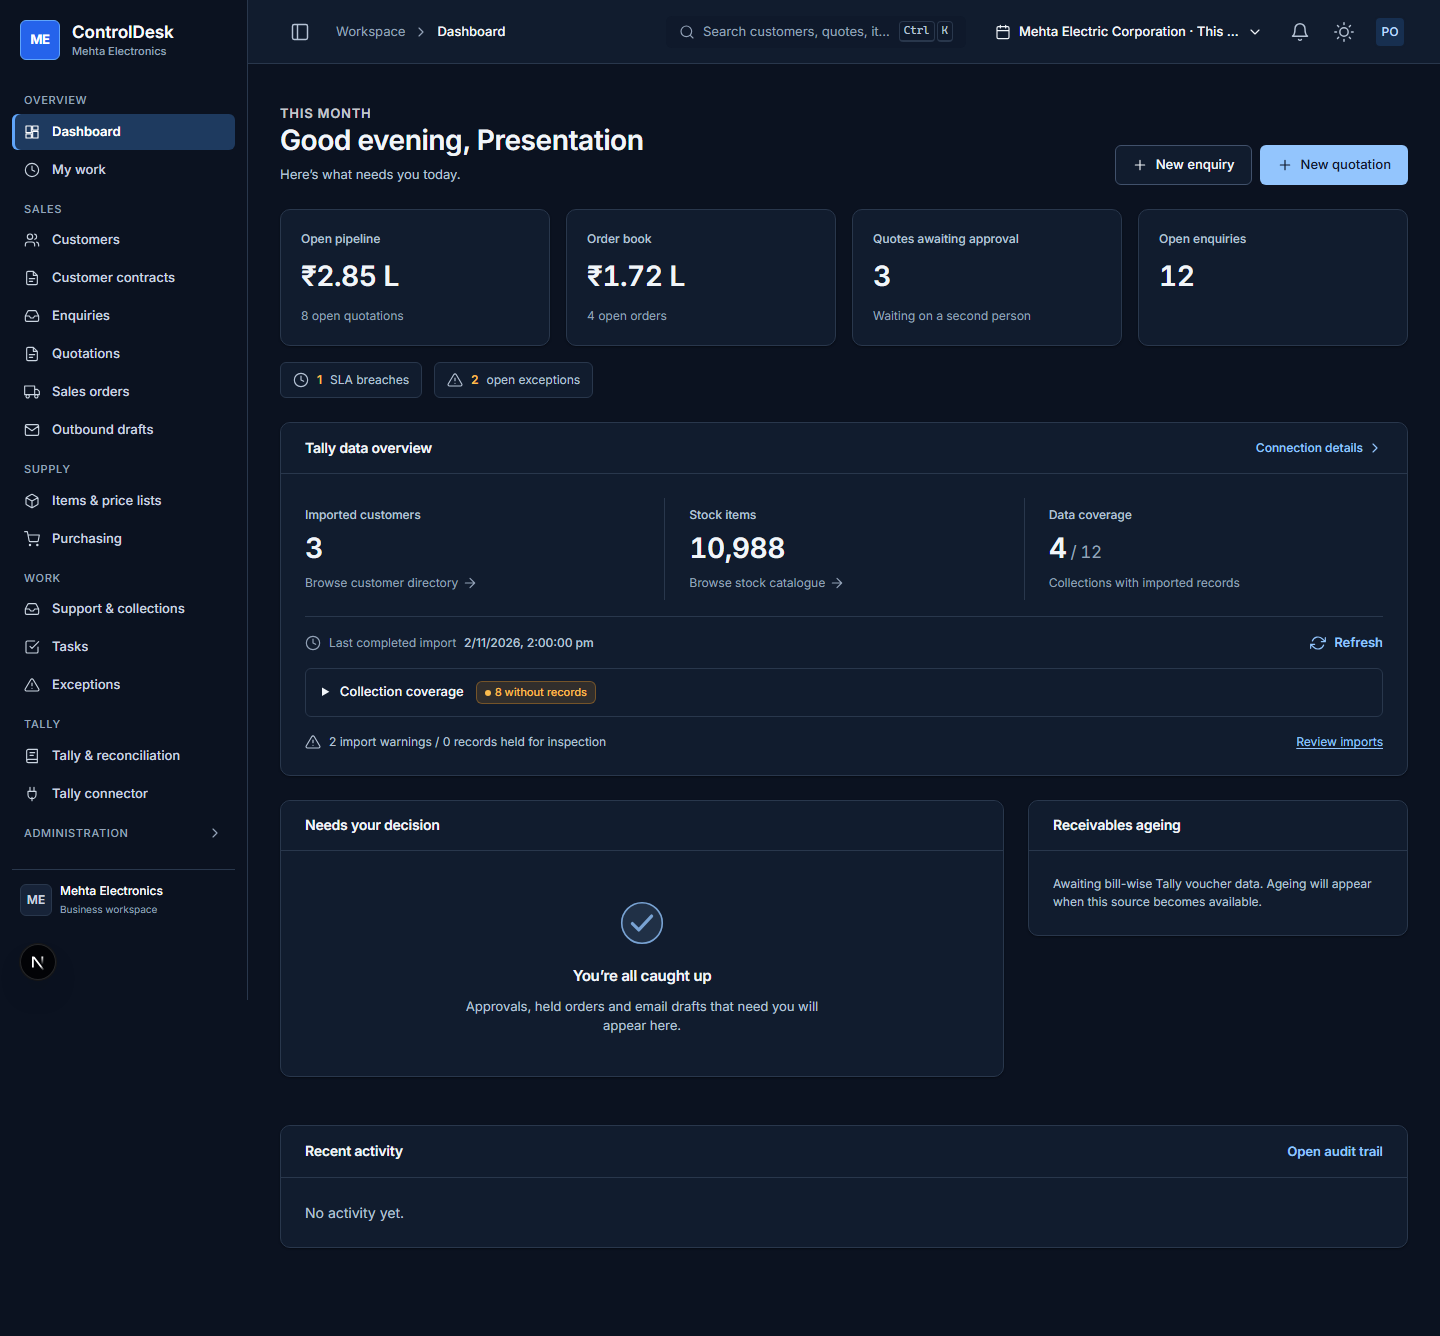 ME
ControlDesk
Mehta Electronics
OVERVIEW
Dashboard
My work
SALES
Customers
Customer contracts
Enquiries
Quotations
Sales orders
Outbound drafts
SUPPLY
Items & price lists
Purchasing
WORK
Support & collections
Tasks
Exceptions
TALLY
Tally & reconciliation
Tally connector
ADMINISTRATION
ME
Mehta Electronics
Business workspace
N
Workspace
Dashboard
Search customers, quotes, it...
Ctrl K
Mehta Electric Corporation · This ...
PO
THIS MONTH
Good evening, Presentation
Here’s what needs you today.
New enquiry
New quotation
Open pipeline
₹2.85 L
8 open quotations
Order book
₹1.72 L
4 open orders
Quotes awaiting approval
3
Waiting on a second person
Open enquiries
12
1 SLA breaches
2 open exceptions
Tally data overview
Connection details
Imported customers
3
Browse customer directory
Stock items
10,988
Browse stock catalogue
Data coverage
4 / 12
Collections with imported records
Last completed import 2/11/2026, 2:00:00 pm
Refresh
Collection coverage
8 without records
2 import warnings / 0 records held for inspection
Review imports
Needs your decision
You’re all caught up
Approvals, held orders and email drafts that need you will
appear here.
Receivables ageing
Awaiting bill-wise Tally voucher data. Ageing will appear
when this source becomes available.
Recent activity
Open audit trail
No activity yet.